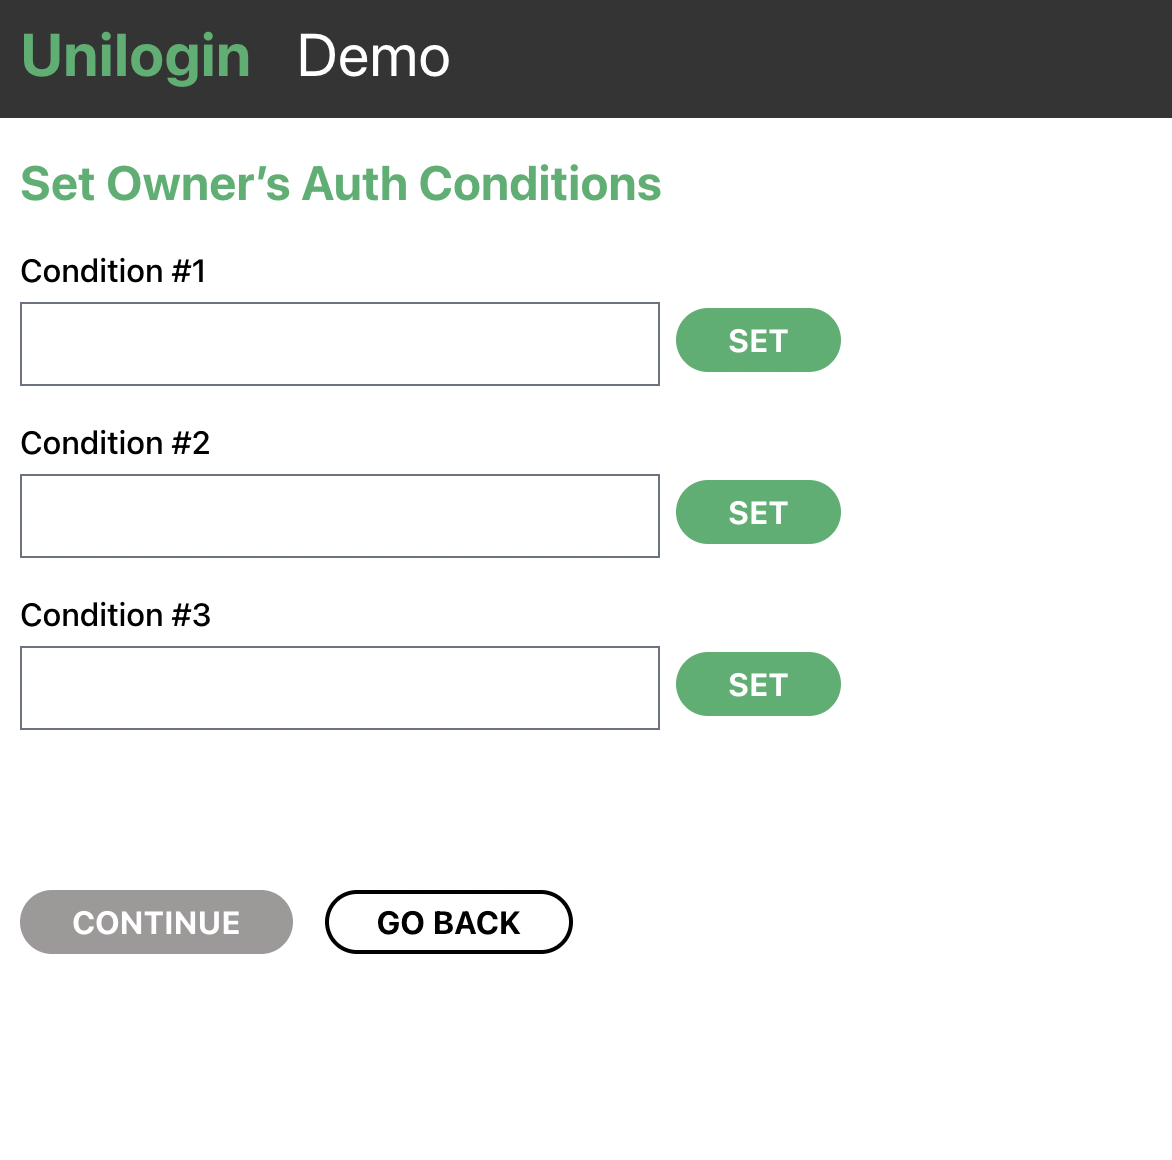 Unilogin Demo
Set Owner’s Auth Conditions
Condition #1
SET
Condition #2
SET
Condition #3
SET
CONTINUE GO BACK